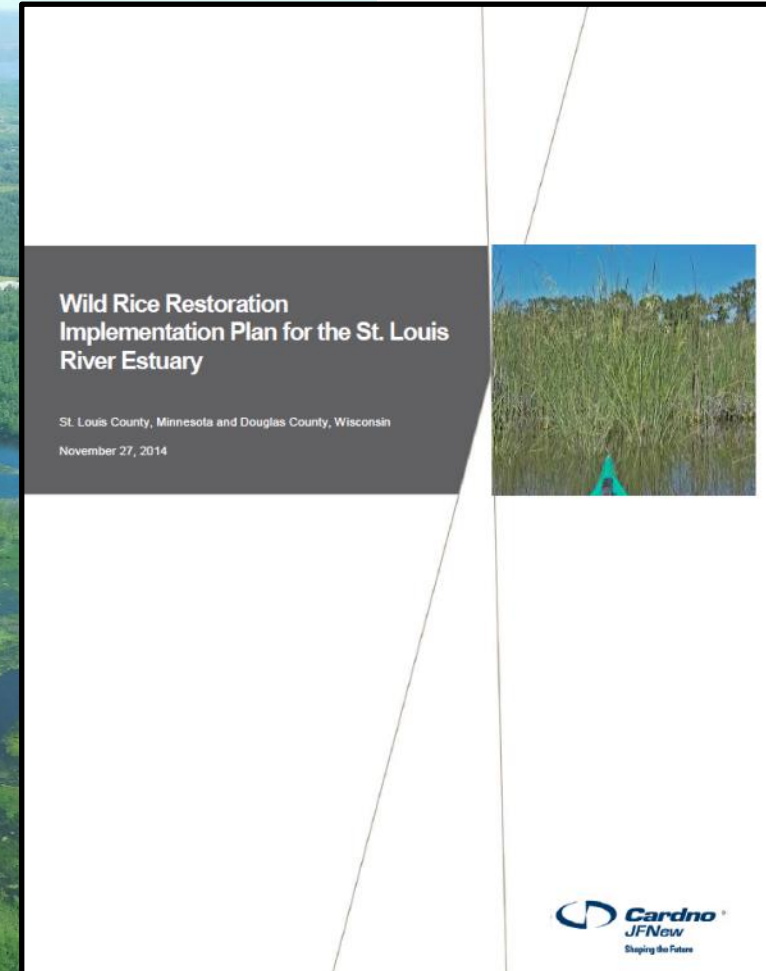 Wild Rice Restoration
Implementation Plan for the St. Louis
River Estuary
St. Louis County, Minnesota and Douglas County, Wisconsin
November 27, 2014
Cardno
JFNew
Shaping the Future